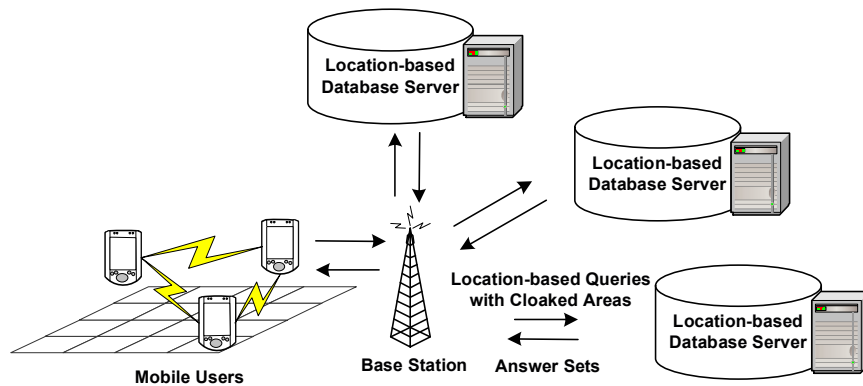 Location-based
Database Server
Location-based
Database Server
Location-based Queries
with Cloaked Areas
Location-based
Database Server
Base Station
Answer Sets
Mobile Users